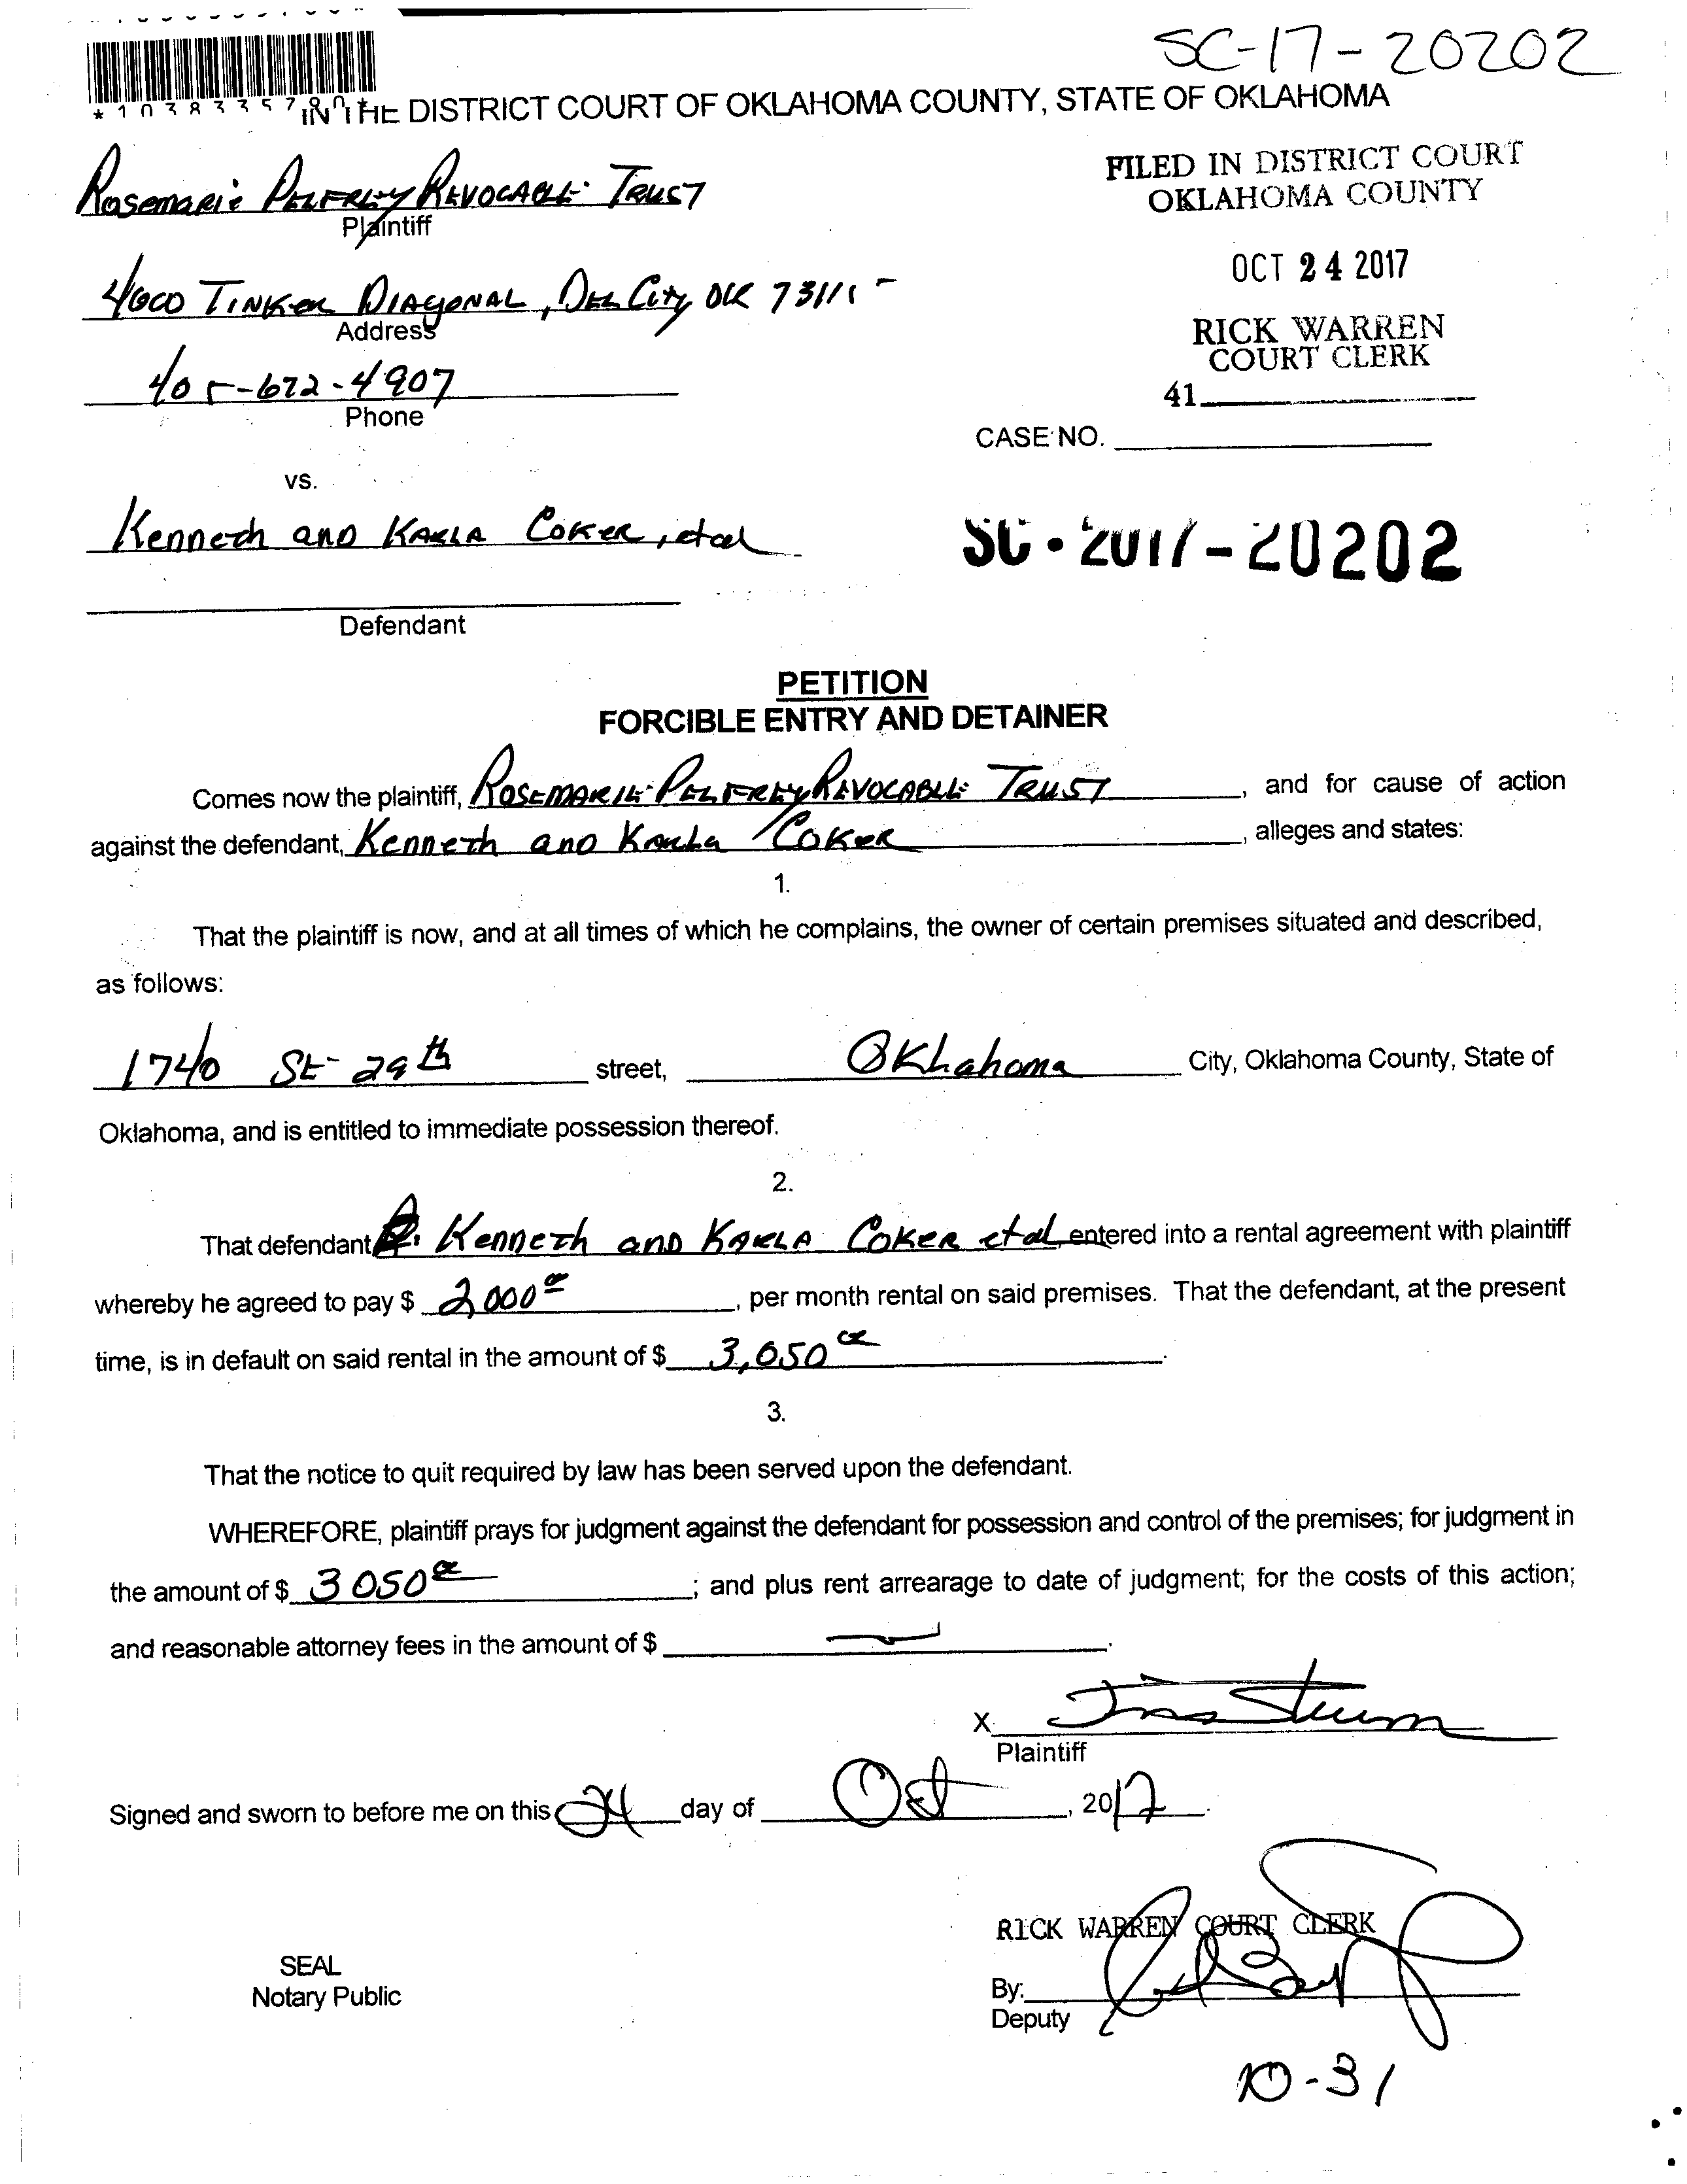 SC-17-20202
IN THE DISTRICT COURT OF OKLAHOMA COUNTY, STATE OF OKLAHOMA
Rosemarie Pelfrey Revocable Trust
Plaintiff
FILED IN DISTRICT COURT
OKLAHOMA COUNTY
4600 Tinker Diagonal, Del City OK 73115
Address
OCT 24 2017
RICK WARREN
COURT CLERK
405-672-4907
Phone
41
CASE NO.
vs.
Kenneth and Karla Coker, et al
SC-2017-20202
Defendant
PETITION
FORCIBLE ENTRY AND DETAINER
Comes now the plaintiff, Rosemarie Pelfrey Revocable Trust, and for cause of action
against the defendant, Kenneth and Karla Coker, alleges and states:
1.
That the plaintiff is now, and at all times of which he complains, the owner of certain premises situated and described,
as follows:
1740 SE 29th street, Oklahoma City, Oklahoma County, State of
Oklahoma, and is entitled to immediate possession thereof.
2.
That defendant Kenneth and Karla Coker et al entered into a rental agreement with plaintiff
whereby he agreed to pay $ 2,000, per month rental on said premises. That the defendant, at the present
time, is in default on said rental in the amount of $ 3,050.
3.
That the notice to quit required by law has been served upon the defendant.
WHEREFORE, plaintiff prays for judgment against the defendant for possession and control of the premises; for judgment in
the amount of $ 3050; and plus rent arrearage to date of judgment; for the costs of this action;
and reasonable attorney fees in the amount of $ —.
X
Plaintiff
Signed and sworn to before me on this 24 day of Oct, 2017.
RICK WARREN COURT CLERK
SEAL
Notary Public
By:
Deputy
10-31